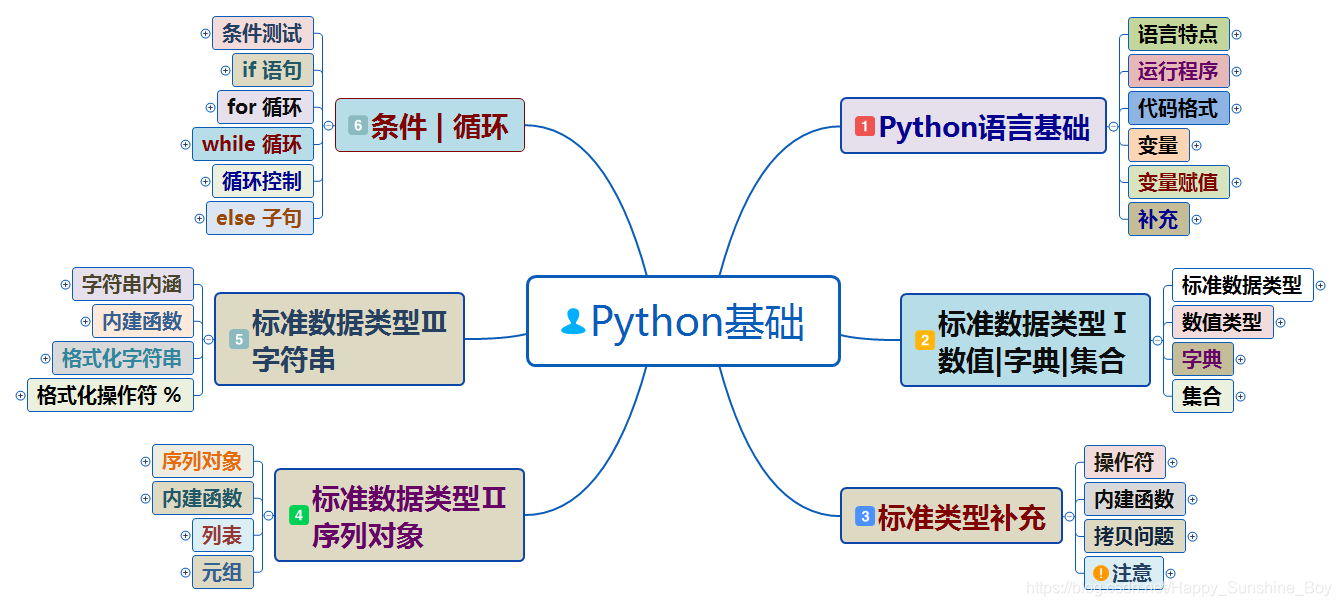 Python基础
1 Python语言基础
语言特点
运行程序
代码格式
变量
变量赋值
补充
2 标准数据类型Ⅰ
数值|字典|集合
标准数据类型
数值类型
字典
集合
3 标准类型补充
操作符
内建函数
拷贝问题
注意
4 标准数据类型Ⅱ
序列对象
序列对象
内建函数
列表
元组
5 标准数据类型Ⅲ
字符串
字符串内涵
内建函数
格式化字符串
格式化操作符 %
6 条件 | 循环
条件测试
if 语句
for 循环
while 循环
循环控制
else 子句
https://blog.csdn.net/Happy_Sunshine_Boy